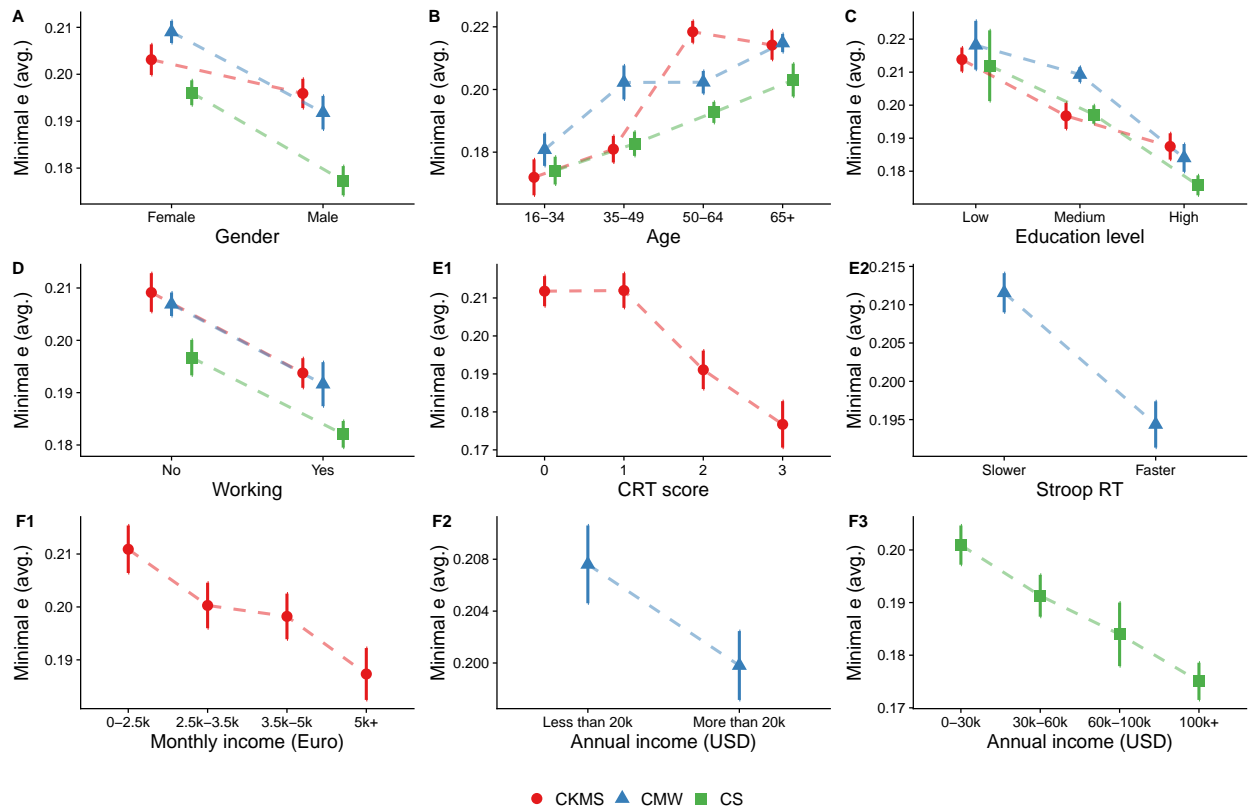 A
Minimal e (avg.)
0.21
0.20
0.19
0.18
Female
Male
Gender
B
Minimal e (avg.)
0.22
0.20
0.18
16−34
35−49
50−64
65+
Age
C
Minimal e (avg.)
0.22
0.21
0.20
0.19
0.18
Low
Medium
High
Education level
D
Minimal e (avg.)
0.21
0.20
0.19
0.18
No
Yes
Working
E1
Minimal e (avg.)
0.21
0.20
0.19
0.18
0.17
0
1
2
3
CRT score
E2
Minimal e (avg.)
0.215
0.210
0.205
0.200
0.195
Slower
Faster
Stroop RT
F1
Minimal e (avg.)
0.21
0.20
0.19
0−2.5k
2.5k−3.5k
3.5k−5k
5k+
Monthly income (Euro)
F2
Minimal e (avg.)
0.208
0.204
0.200
Less than 20k
More than 20k
Annual income (USD)
F3
Minimal e (avg.)
0.20
0.19
0.18
0.17
0−30k
30k−60k
60k−100k
100k+
Annual income (USD)
CKMS
CMW
CS